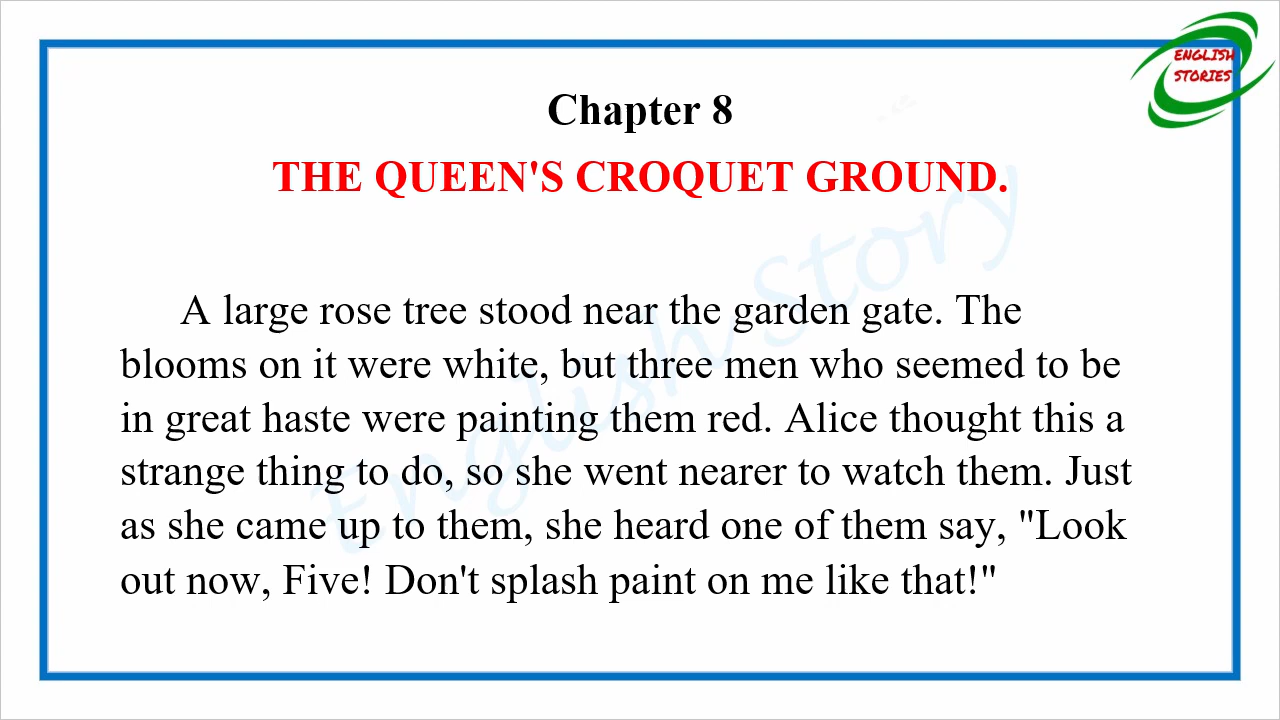 ENGLISH
STORIES
Chapter 8
THE QUEEN'S CROQUET GROUND.
A large rose tree stood near the garden gate. The
blooms on it were white, but three men who seemed to be
in great haste were painting them red. Alice thought this a
strange thing to do, so she went nearer to watch them. Just
as she came up to them, she heard one of them say, "Look
out now, Five! Don't splash paint on me like that!"
English Story